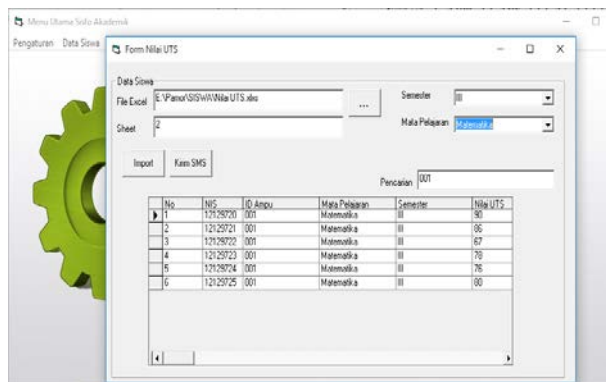 Menu Utama Sisfo Akademik
Pengaturan Data Siswa
Form Nilai UTS
Data Siswa
File Excel E:\Pamor\SISWA\Nilai UTS.xlsx ... Semester III
Sheet 2 Mata Pelajaran Matematika
Import Kirim SMS
Pencarian 001
No NIS ID Ampu Mata Pelajaran Semester Nilai UTS
1 12129720 001 Matematika III 90
2 12129721 001 Matematika III 86
3 12129722 001 Matematika III 67
4 12129723 001 Matematika III 78
5 12129724 001 Matematika III 76
6 12129725 001 Matematika III 80